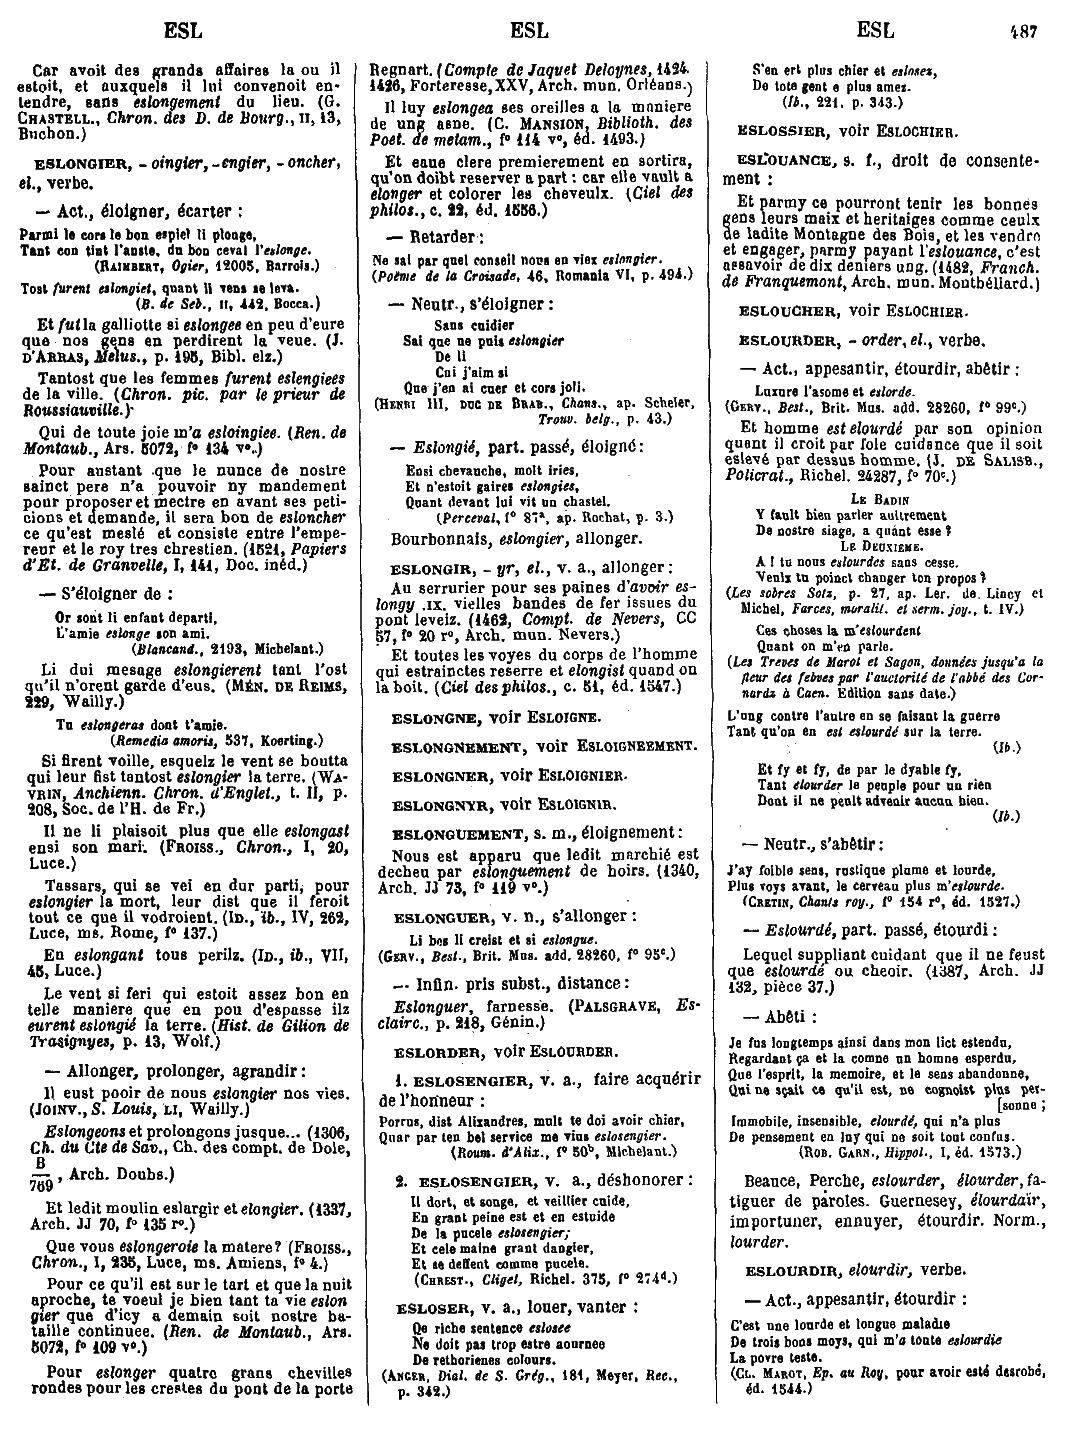 ESL
ESL
ESL
487
Car avoit des grands affaires la ou il
estoit, et auxquels il lui convenoit en-
tendre, sans eslongement du lieu. (G.
CHASTELL., Chron. des D. de Bourg., II, 13,
Buchon.)
ESLONGIER, - oingier, - engier, - oncher,
el., verbe.
— Act., éloigner, écarter :
Parmi le cors le bon espiel li plonge,
Tant con tint l'anste, du bon ceval l'eslonge.
(RAIMBERT, Ogier, 12005, Barrois.)
Tost furent eslongiet, quant li vens se leva.
(B. de Seb., II, 442, Bocca.)
Et fut la galliotte si eslongee en peu d'eure
que nos gens en perdirent la veue. (J.
D'ARRAS, Melus., p. 195, Bibl. elz.)
Tantost que les femmes furent eslengiees
de la ville. (Chron. pic. par le prieur de
Roussiauville.)
Qui de toute joie m'a esloingiee. (Ren. de
Montaub., Ars. 5072, f° 134 v°.)
Pour austant que le nunce de nostre
sainct pere n'a pouvoir ny mandement
pour proposer et mectre en avant ses peti-
cions et demande, il sera bon de esloncher
ce qu'est meslé et consiste entre l'empe-
reur et le roy tres chrestien. (1521, Papiers
d'Et. de Granvelle, I, 141, Doc. inéd.)
— S'éloigner de :
Or sont li enfant departi,
L'amie eslonge son ami.
(Blancand., 2193, Michelant.)
Li dui mesage eslongierent tant l'ost
qu'il n'orent garde d'eus. (MÉN. DE REIMS,
229, Wailly.)
Tu eslongeras dont t'amie.
(Remedia amoris, 537, Koerting.)
Si firent voille, esquelz le vent se boutta
qui leur fist tantost eslongier la terre. (WA-
VRIN, Anchienn. Chron. d'Englet., t. II, p.
208, Soc. de l'H. de Fr.)
Il ne li plaisoit plus que elle eslongast
ensi son mari. (FROISS., Chron., I, 20,
Luce.)
Tassars, qui se vei en dur parti, pour
eslongier la mort, leur dist que il feroit
tout ce que il vodroient. (ID., ib., IV, 262,
Luce, ms. Rome, f° 137.)
En eslongant tous perilz. (ID., ib., VII,
45, Luce.)
Le vent si feri qui estoit assez bon en
telle maniere que en pou d'espasse ilz
eurent eslongié la terre. (Hist. de Gilion de
Trasignyes, p. 13, Wolf.)
— Allonger, prolonger, agrandir :
Il eust pooir de nous eslongier nos vies.
(JOINV., S. Louis, LI, Wailly.)
Eslongeons et prolongons jusque... (1306,
Ch. du Cte de Sav., Ch. des compt. de Dole,
B
769 , Arch. Doubs.)
Et ledit moulin eslargir et elongier. (1337,
Arch. JJ 70, f° 135 r°.)
Que vous eslongeroie la matere? (FROISS.,
Chron., I, 235, Luce, ms. Amiens, f° 4.)
Pour ce qu'il est sur le tart et que la nuit
aproche, te voeul je bien tant ta vie eslon
gier que d'icy a demain soit nostre ba-
taille continuee. (Ren. de Montaub., Ars.
5072, f° 109 v°.)
Pour eslonger quatre grans chevilles
rondes pour les crestes du pont de la porte
Regnart. (Compte de Jaquet Deloynes, 1424-
1426, Forteresse, XXV, Arch. mun. Orléans.)
Il luy eslongea ses oreilles a la maniere
de ung asne. (C. MANSION, Biblioth. des
Poet. de metam., f° 114 v°, éd. 1493.)
Et eaue clere premierement en sortira,
qu'on doibt reserver a part : car elle vault a
elonger et colorer les cheveulx. (Ciel des
philos., c. 22, éd. 1556.)
— Retarder :
Ne sai par quel conseil nous en viex eslongier.
(Poème de la Croisade, 46, Romania VI, p. 494.)
— Neutr., s'éloigner :
Sans cuidier
Sai que ne puis eslongier
De li
Cui j'aim si
Que j'en ai cuer et cors joli.
(HENRI III, DUC DE BRAB., Chans., ap. Scheler,
Trouv. belg., p. 43.)
— Eslongié, part. passé, éloigné :
Ensi chevauche, molt iries,
Et n'estoit gaires eslongies,
Quant devant lui vit un chastel.
(Perceval, f° 87ª, ap. Rochat, p. 3.)
Bourbonnais, eslongier, allonger.
ESLONGIR, - yr, el., v. a., allonger :
Au serrurier pour ses paines d'avoir es-
longy .IX. vielles bandes de fer issues du
pont leveiz. (1462, Compt. de Nevers, CC
57, f° 20 r°, Arch. mun. Nevers.)
Et toutes les voyes du corps de l'homme
qui estrainctes reserre et elongist quand on
la boit. (Ciel des philos., c. 51, éd. 1547.)
ESLONGNE, voir ESLOIGNE.
ESLONGNEMENT, voir ESLOIGNEEMENT.
ESLONGNER, voir ESLOIGNIER.
ESLONGNYR, voir ESLOIGNIR.
ESLONGUEMENT, s. m., éloignement :
Nous est apparu que ledit marchié est
decheu par eslonguement de hoirs. (1340,
Arch. JJ 73, f° 119 v°.)
ESLONGUER, v. n., s'allonger :
Li bos li creist et si eslongue.
(GERV., Best., Brit. Mus. add. 28260, f° 95ᶜ.)
— Infin. pris subst., distance :
Eslonguer, farnesse. (PALSGRAVE, Es-
clairc., p. 218, Génin.)
ESLORDER, voir ESLOURDER.
1. ESLOSENGIER, v. a., faire acquérir
de l'honneur :
Porrus, dist Alixandres, mult te doi avoir chier,
Quar par ten bel service me vius eslosengier.
(Roum. d'Alix., f° 50ᵇ, Michelant.)
2. ESLOSENGIER, v. a., déshonorer :
Il dort, et songe, et veillier cuide,
En grant peine est et en estuide
De la pucele eslosengier;
Et cele maine grant dangier,
Et se deffent comme pucele.
(CHREST., Cliget, Richel. 375, f° 274ᵈ.)
ESLOSER, v. a., louer, vanter :
Qe riche sentence eslosee
Ne doit pas trop estre aournee
De rethorienes colours.
(ANGER, Dial. de S. Grég., 181, Meyer, Rec.,
p. 342.)
S'en ert plus chier et eslosez,
De tote gent e plus amez.
(Ib., 221, p. 343.)
ESLOSSIER, voir ESLOCHIER.
ESLOUANCE, s. f., droit de consente-
ment :
Et parmy ce pourront tenir les bonnes
gens leurs maix et heritaiges comme ceulx
de ladite Montagne des Bois, et les vendre
et engager, parmy payant l'eslouance, c'est
assavoir de dix deniers ung. (1482, Franch.
de Franquemont, Arch. mun. Montbéliard.)
ESLOUCHER, voir ESLOCHIER.
ESLOURDER, - order, el., verbe.
— Act., appesantir, étourdir, abêtir :
Luxure l'asome et eslorde.
(GERV., Best., Brit. Mus. add. 28260, f° 99ᶜ.)
Et homme est elourdé par son opinion
quent il croit par fole cuidance que il soit
eslevé par dessus homme. (J. DE SALISB.,
Policrat., Richel. 24287, f° 70ᶜ.)
LE BADIN
Y fault bien parler aultrement
De nostre siage, a quant esse ?
LE DEUXIEME.
A ! tu nous eslourdes sans cesse.
Veulx tu poinct changer ton propos ?
(Les sobres Sotz, p. 27, ap. Ler. de Lincy et
Michel, Farces, moralit. et serm. joy., t. IV.)
Ces choses la m'eslourdent
Quant on m'en parle.
(Les Treves de Marot et Sagon, données jusqu'a la
fleur des febves par l'auctorité de l'abbé des Cor-
nards à Caen. Edition sans date.)
L'ung contre l'autre en se faisant la guerre
Tant qu'on en est eslourdé sur la terre.
(Ib.)
Et fy et fy, de par le dyable fy,
Tant élourder le peuple pour un rien
Dont il ne peult advenir aucun bien.
(Ib.)
— Neutr., s'abêtir :
J'ay foible sens, rustique plume et lourde,
Plus voys avant, le cerveau plus m'eslourde.
(CRETIN, Chants roy., f° 154 r°, éd. 1527.)
— Eslourdé, part. passé, étourdi :
Lequel suppliant cuidant que il ne feust
que eslourdé ou cheoir. (1387, Arch. JJ
132, pièce 37.)
— Abêti :
Je fus longtemps ainsi dans mon lict estendu,
Regardant ça et la comme un homne esperdu,
Que l'esprit, la memoire, et le sens abandonne,
Qui ne sçait ce qu'il est, ne cognoist plus per-
[sonne ;
Immobile, insensible, elourdé, qui n'a plus
De pensement en luy qui ne soit tout confus.
(ROB. GARN., Hippol., I, éd. 1573.)
Beauce, Perche, eslourder, élourder, fa-
tiguer de paroles. Guernesey, élourdaïr,
importuner, ennuyer, étourdir. Norm.,
lourder.
ESLOURDIR, elourdir, verbe.
— Act., appesantir, étourdir :
C'est une lourde et longue maladie
De trois bons moys, qui m'a toute eslourdie
La povre teste.
(CL. MAROT, Ep. au Roy, pour avoir esté desrobé,
éd. 1544.)